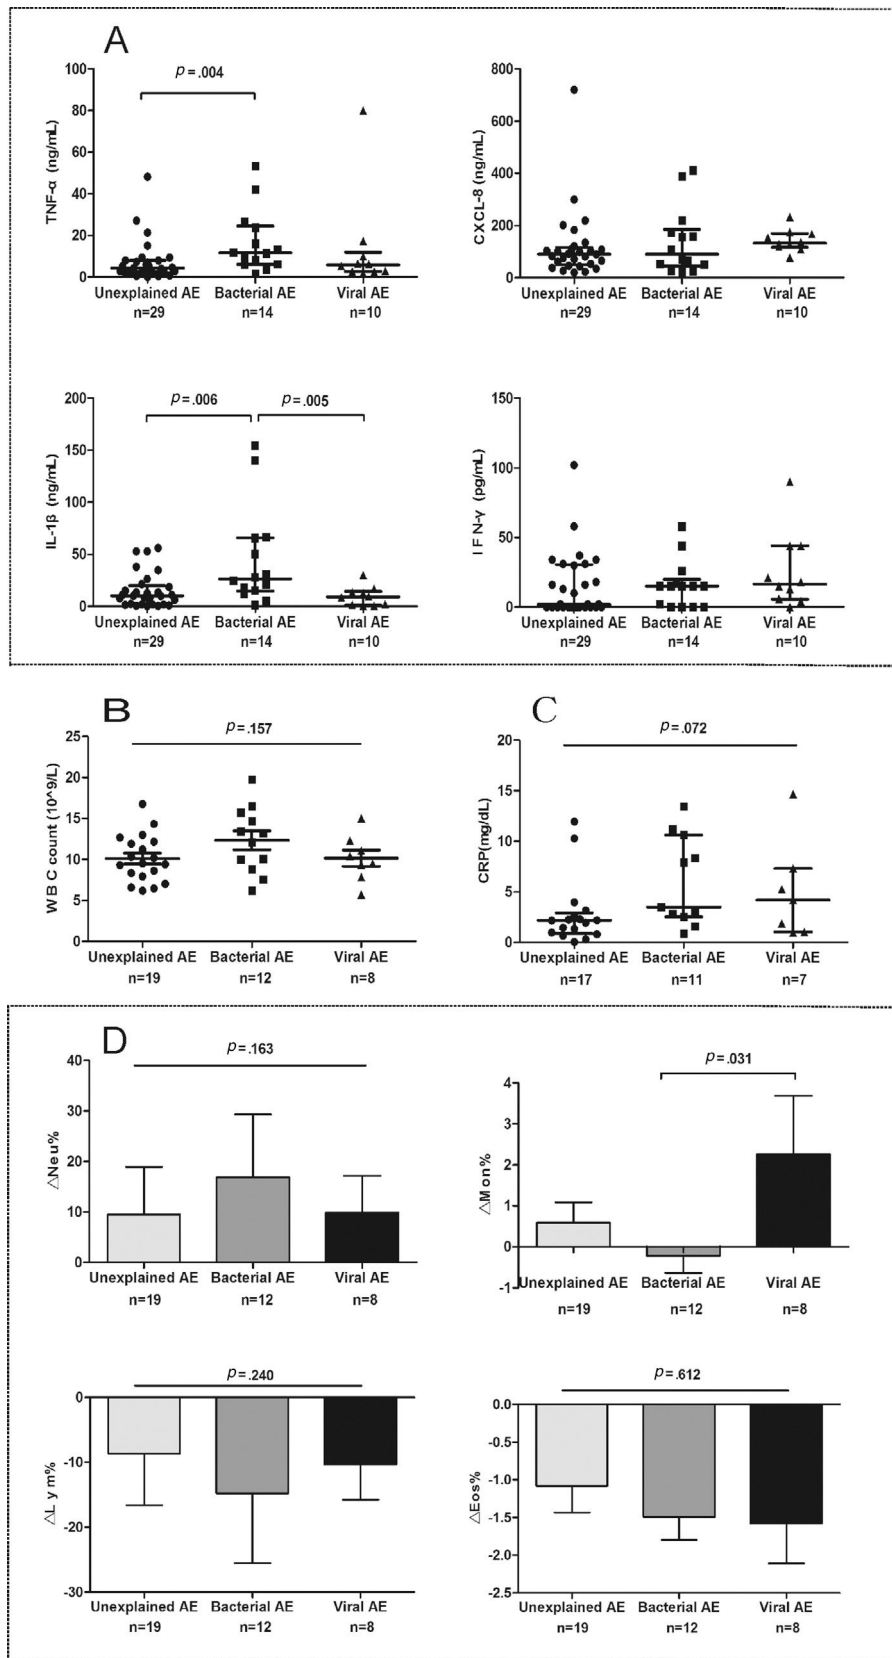 A
p=.004
100
80
60
40
20
0
TNF-α (ng/mL)
Unexplained AE Bacterial AE Viral AE
n=29 n=14 n=10
800
600
400
200
0
CXCL-8 (ng/mL)
Unexplained AE Bacterial AE Viral AE
n=29 n=14 n=10
p=.006 p=.005
200
150
100
50
0
IL-1β (ng/mL)
Unexplained AE Bacterial AE Viral AE
n=29 n=14 n=10
150
100
50
0
I F N-γ (pg/mL)
Unexplained AE Bacterial AE Viral AE
n=29 n=14 n=10
B
p=.157
25
20
15
10
5
0
W B C count (10^9/L)
Unexplained AE Bacterial AE Viral AE
n=19 n=12 n=8
C
p=.072
20
15
10
5
0
CRP(mg/dL)
Unexplained AE Bacterial AE Viral AE
n=17 n=11 n=7
D
p=.163
40
30
20
10
0
△Neu%
Unexplained AE Bacterial AE Viral AE
n=19 n=12 n=8
p=.031
4
3
2
1
0
-1
△M on%
Unexplained AE Bacterial AE Viral AE
n=19 n=12 n=8
p=.240
0
-10
-20
-30
△L y m%
Unexplained AE Bacterial AE Viral AE
n=19 n=12 n=8
p=.612
0.0
-0.5
-1.0
-1.5
-2.0
-2.5
△Eos%
Unexplained AE Bacterial AE Viral AE
n=19 n=12 n=8